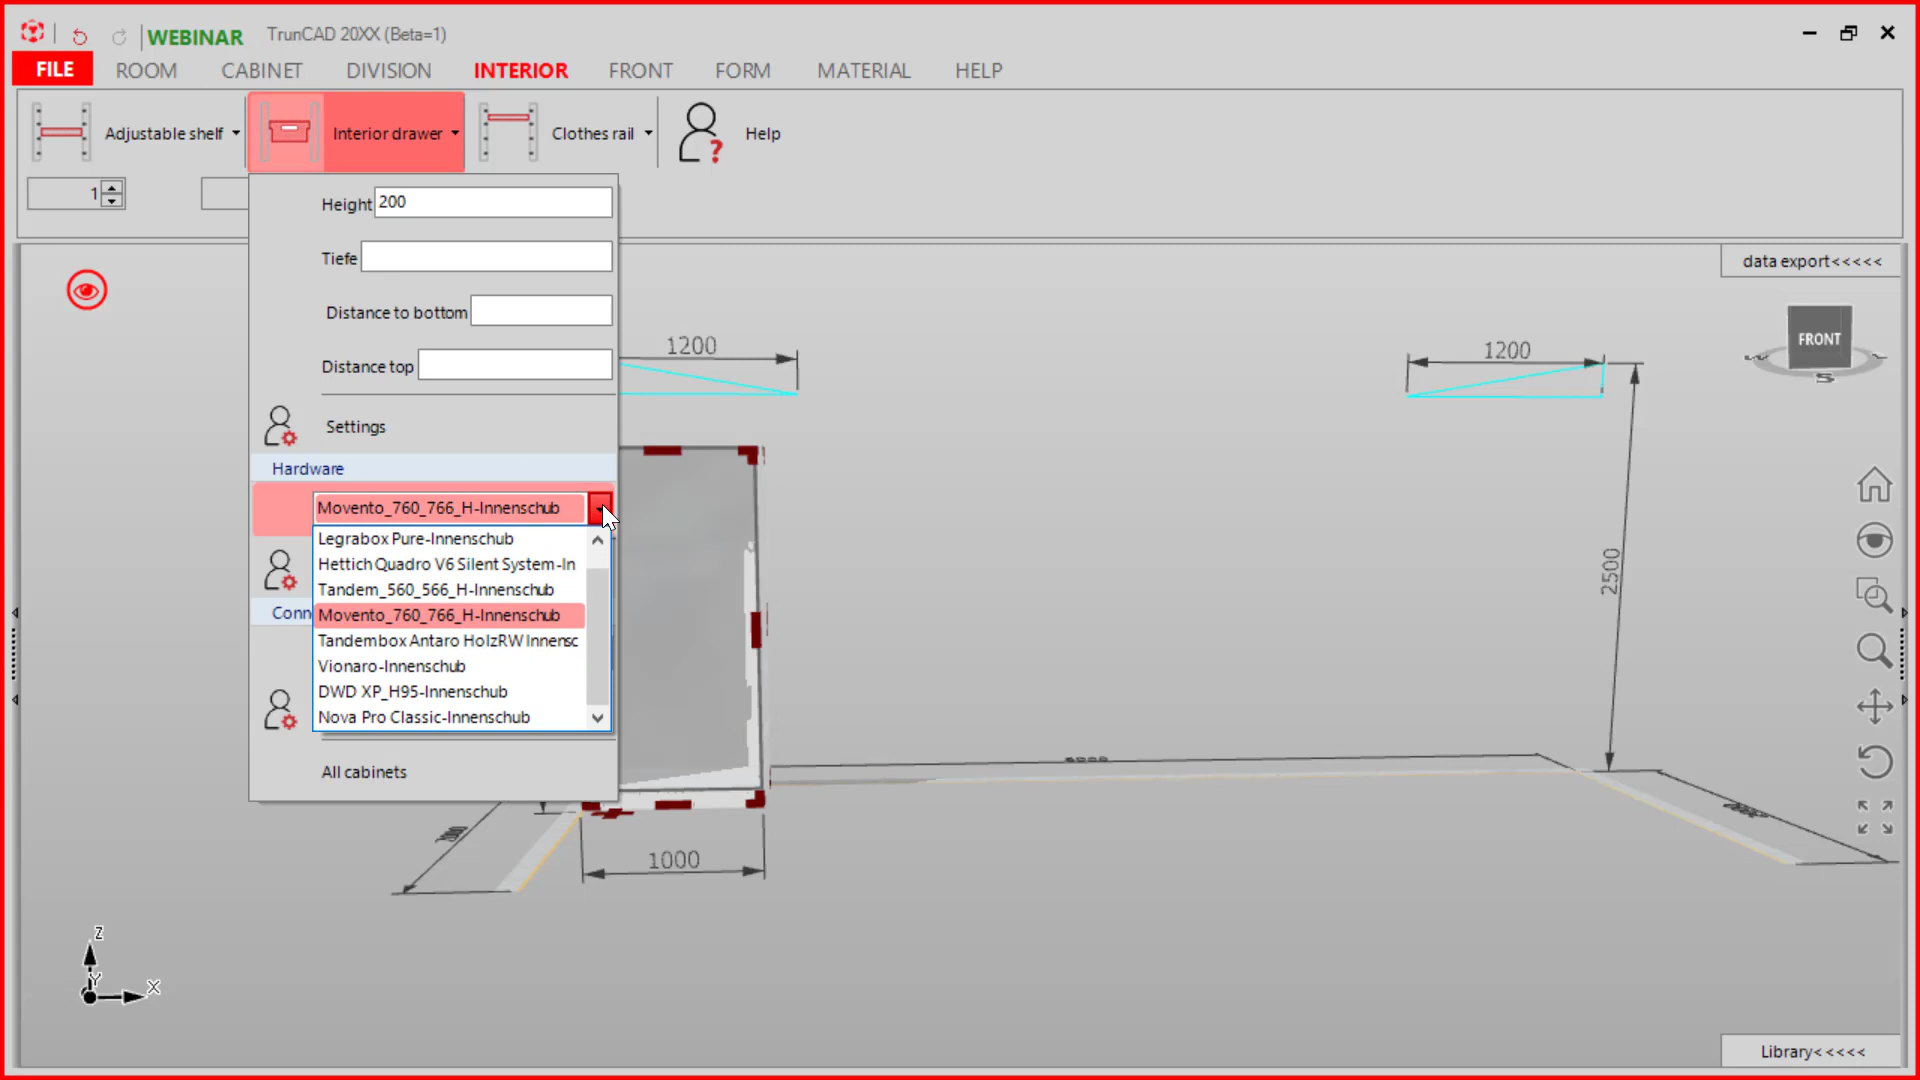 WEBINAR TrunCAD 20XX (Beta=1)
FILE ROOM CABINET DIVISION INTERIOR FRONT FORM MATERIAL HELP
Adjustable shelf Interior drawer Clothes rail ? Help
1
Height 200
Tiefe
Distance to bottom
Distance top
Settings
Hardware
Movento_760_766_H-Innenschub
Legrabox Pure-Innenschub
Hettich Quadro V6 Silent System-In
Tandem_560_566_H-Innenschub
Movento_760_766_H-Innenschub
Conn
Tandembox Antaro HolzRW Innensc
Vionaro-Innenschub
DWD XP_H95-Innenschub
Nova Pro Classic-Innenschub
All cabinets
data export<<<<<
FRONT
S
1200
1200
2500
1000
Z
Y
X
Library<<<<<